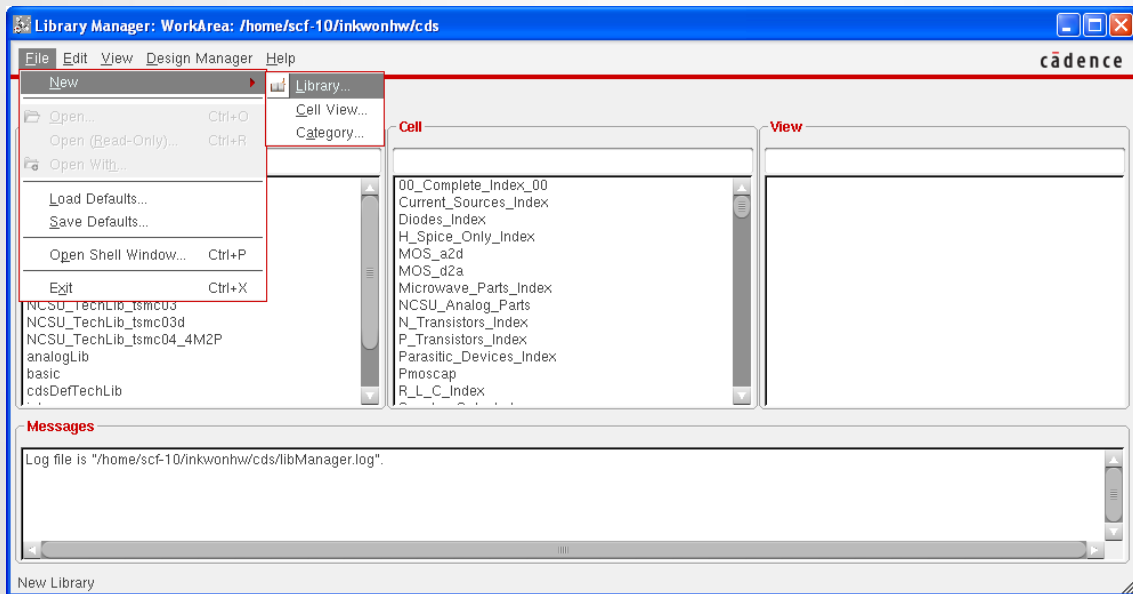 Library Manager: WorkArea: /home/scf-10/inkwonhw/cds
File Edit View Design Manager Help
cādence
New
Library...
Cell View...
Category...
Open... Ctrl+O
Open (Read-Only)... Ctrl+R
Open With...
Load Defaults...
Save Defaults...
Open Shell Window... Ctrl+P
Exit Ctrl+X
NCSU_TechLib_tsmc03
NCSU_TechLib_tsmc03d
NCSU_TechLib_tsmc04_4M2P
analogLib
basic
cdsDefTechLib
Cell
00_Complete_Index_00
Current_Sources_Index
Diodes_Index
H_Spice_Only_Index
MOS_a2d
MOS_d2a
Microwave_Parts_Index
NCSU_Analog_Parts
N_Transistors_Index
P_Transistors_Index
Parasitic_Devices_Index
Pmoscap
R_L_C_Index
View
Messages
Log file is "/home/scf-10/inkwonhw/cds/libManager.log".
New Library